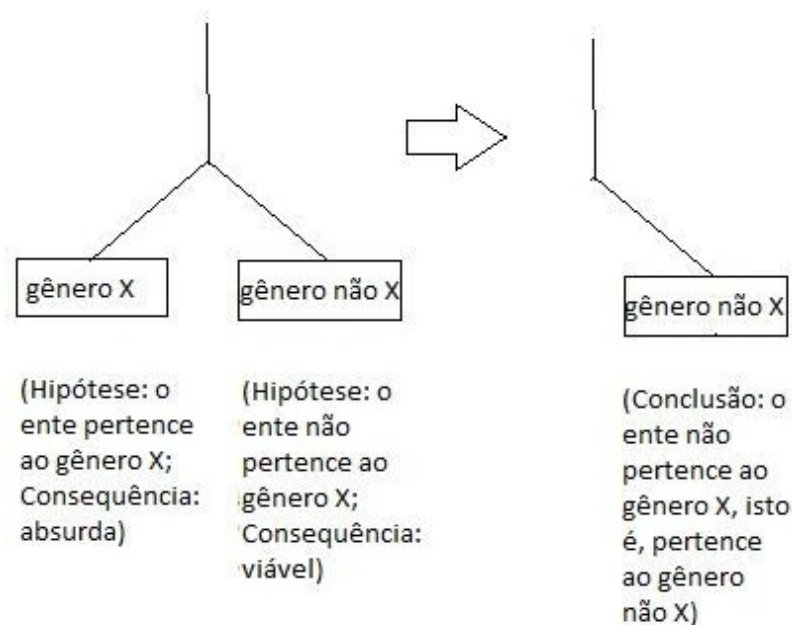 gênero X
gênero não X
gênero não X
(Hipótese: o
ente pertence
ao gênero X;
Consequência:
absurda)
(Hipótese: o
ente não
pertence ao
gênero X;
Consequência:
viável)
(Conclusão: o
ente não
pertence ao
gênero X, isto
é, pertence
ao gênero
não X)